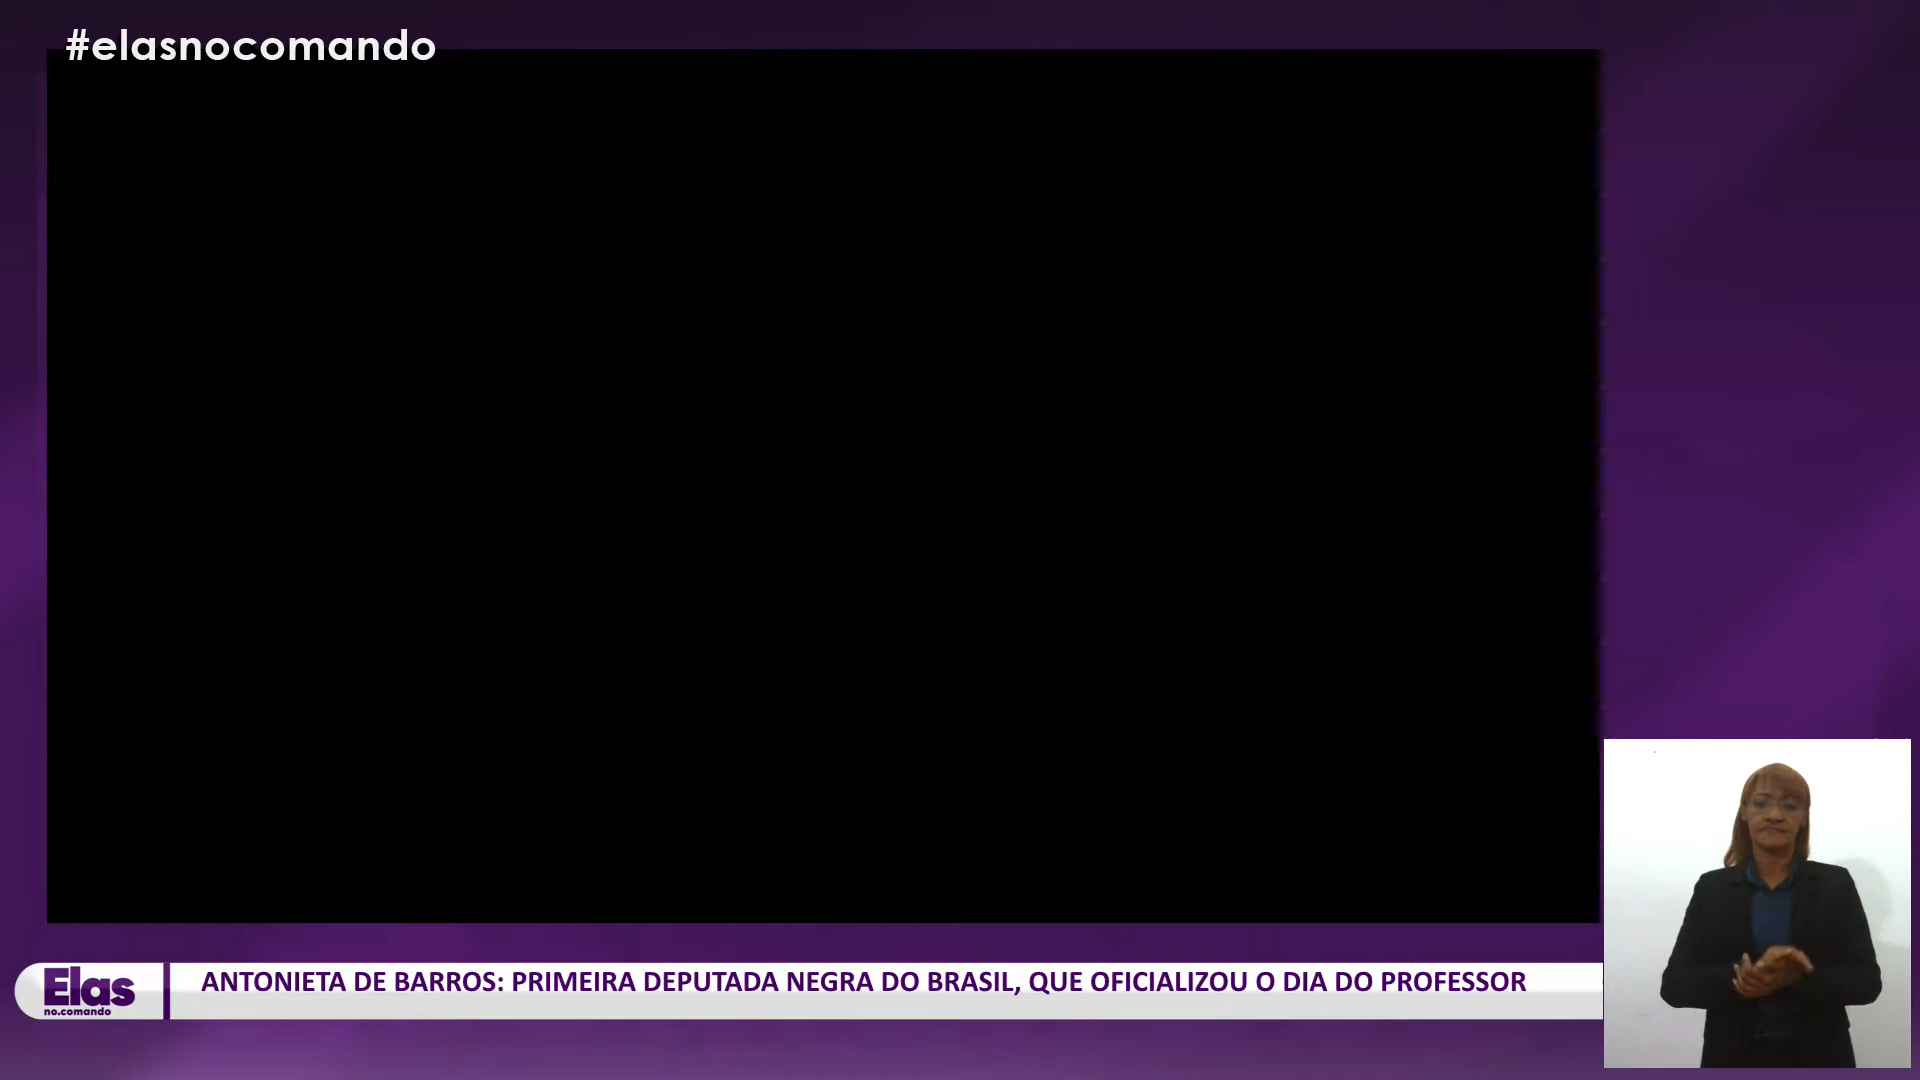 #elasnocomando
Elas
no.comando
ANTONIETA DE BARROS: PRIMEIRA DEPUTADA NEGRA DO BRASIL, QUE OFICIALIZOU O DIA DO PROFESSOR